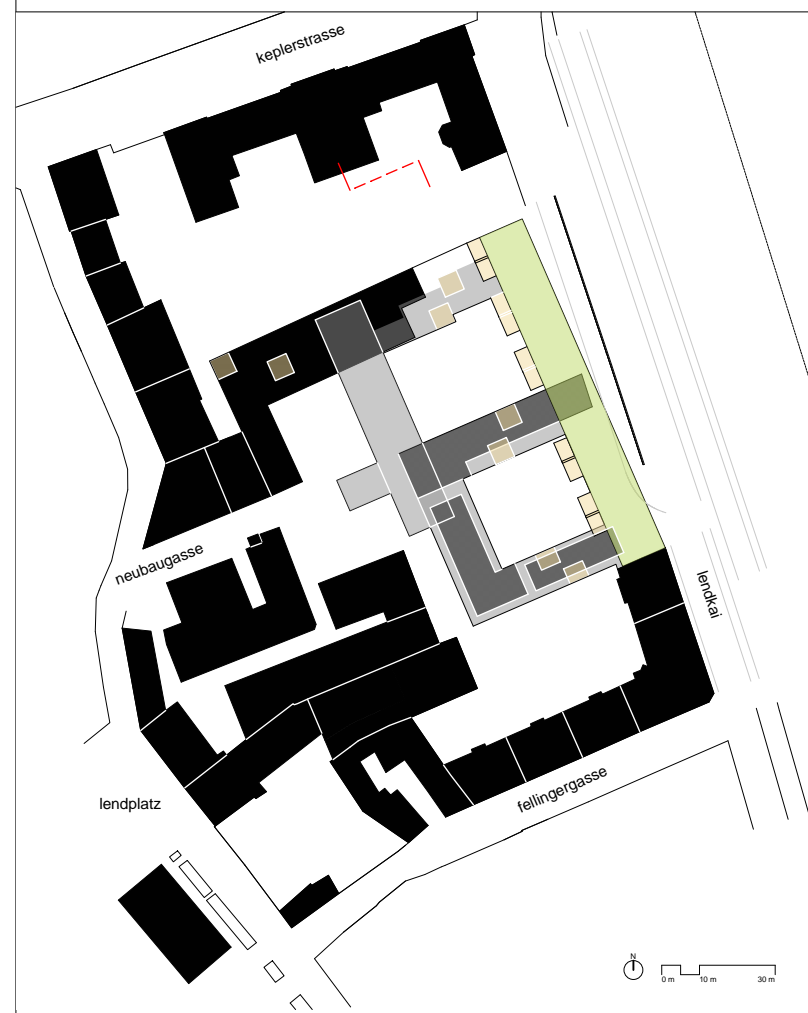 keplerstrasse
neubaugasse
lendkai
lendplatz
fellingergasse
N
0 m 10 m 30 m